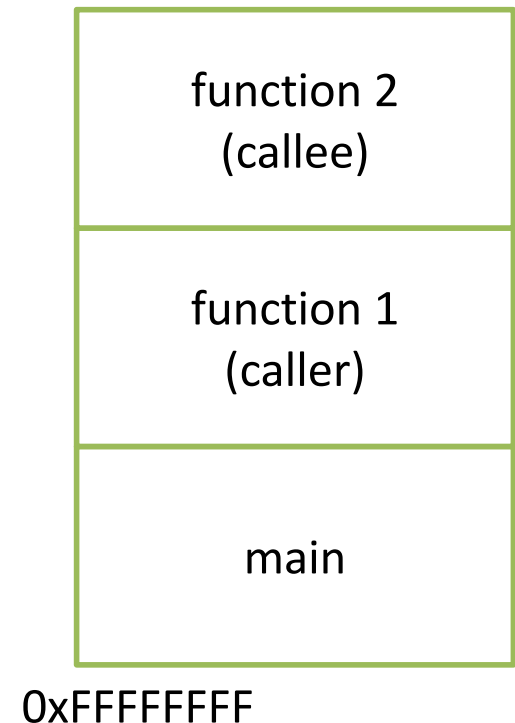 function 2
(callee)
function 1
(caller)
main
0xFFFFFFFF